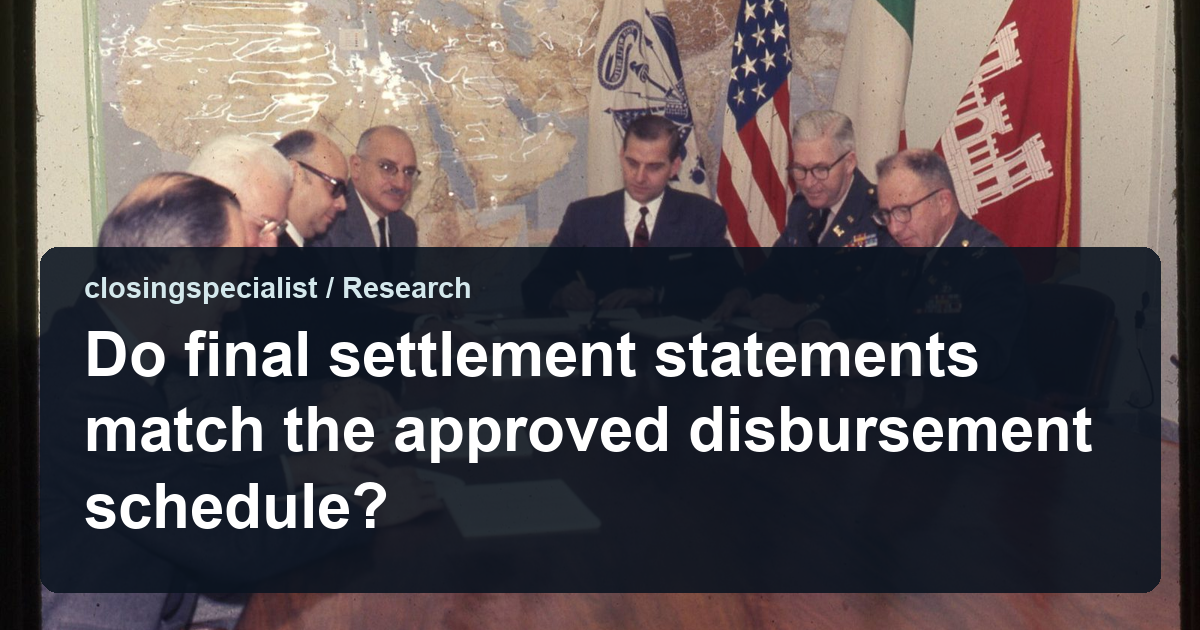 closingspecialist / Research
Do final settlement statements
match the approved disbursement
schedule?